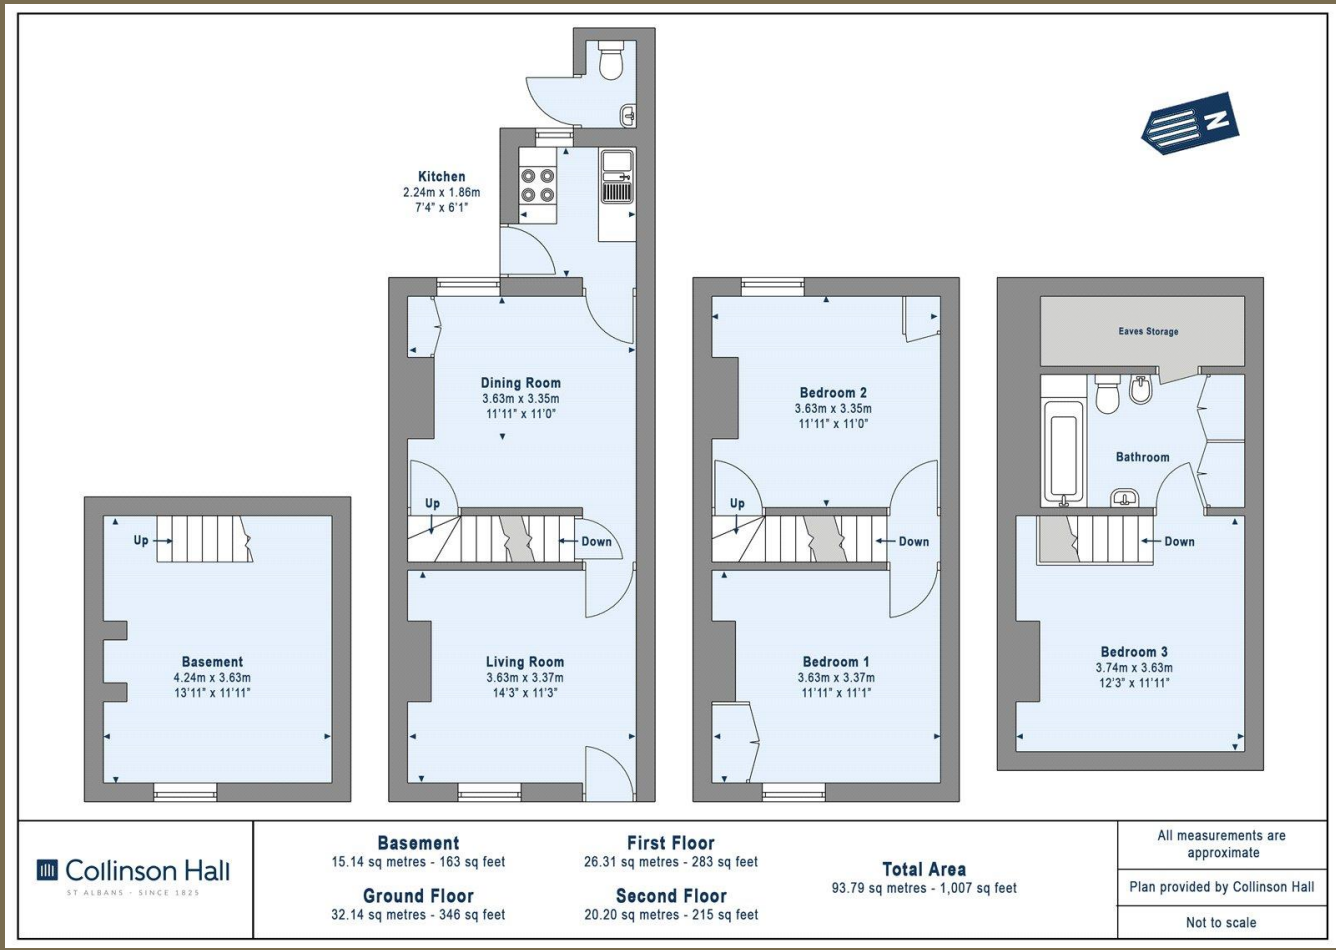 N
Kitchen
2.24m x 1.86m
7'4" x 6'1"
Dining Room
3.63m x 3.35m
11'11" x 11'0"
Up
Down
Living Room
3.63m x 3.37m
14'3" x 11'3"
Up
Basement
4.24m x 3.63m
13'11" x 11'11"
Bedroom 2
3.63m x 3.35m
11'11" x 11'0"
Up
Down
Bedroom 1
3.63m x 3.37m
11'11" x 11'1"
Eaves Storage
Bathroom
Down
Bedroom 3
3.74m x 3.63m
12'3" x 11'11"
Collinson Hall
ST ALBANS - SINCE 1825
Basement
15.14 sq metres - 163 sq feet
Ground Floor
32.14 sq metres - 346 sq feet
First Floor
26.31 sq metres - 283 sq feet
Second Floor
20.20 sq metres - 215 sq feet
Total Area
93.79 sq metres - 1,007 sq feet
All measurements are
approximate
Plan provided by Collinson Hall
Not to scale